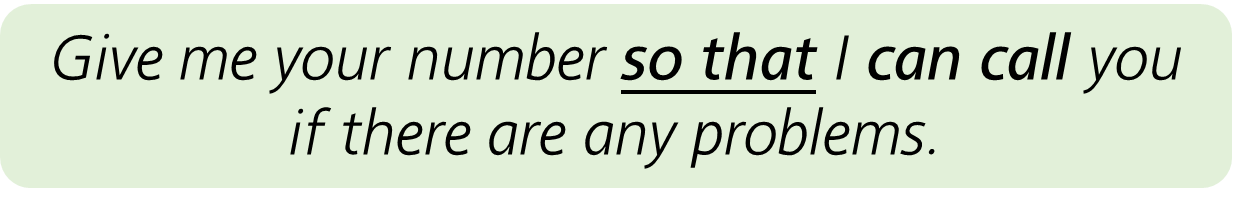 Give me your number so that I can call you
if there are any problems.